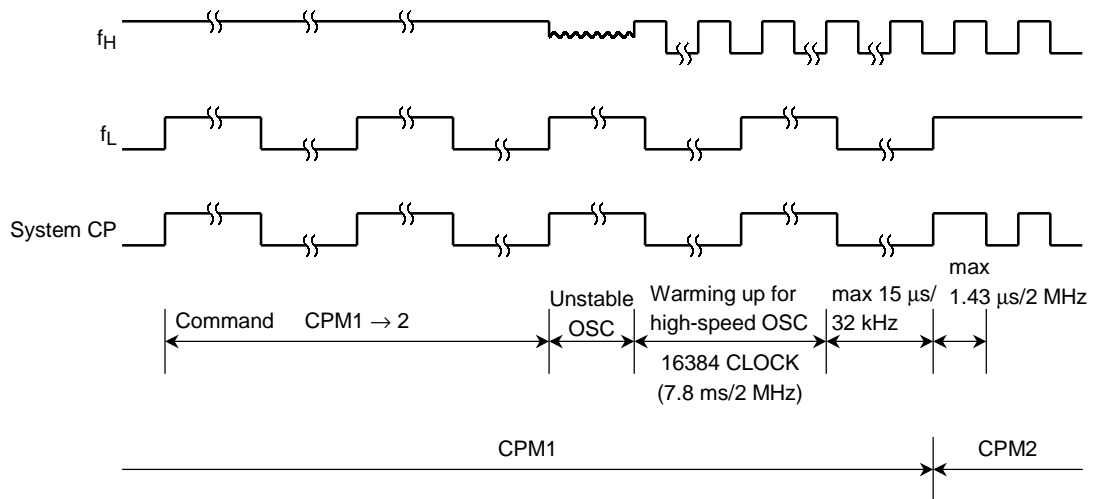 fH
fL
System CP
Command CPM1 → 2
Unstable
OSC
Warming up for
high-speed OSC
16384 CLOCK
(7.8 ms/2 MHz)
max 15 µs/
32 kHz
max
1.43 µs/2 MHz
CPM1
CPM2